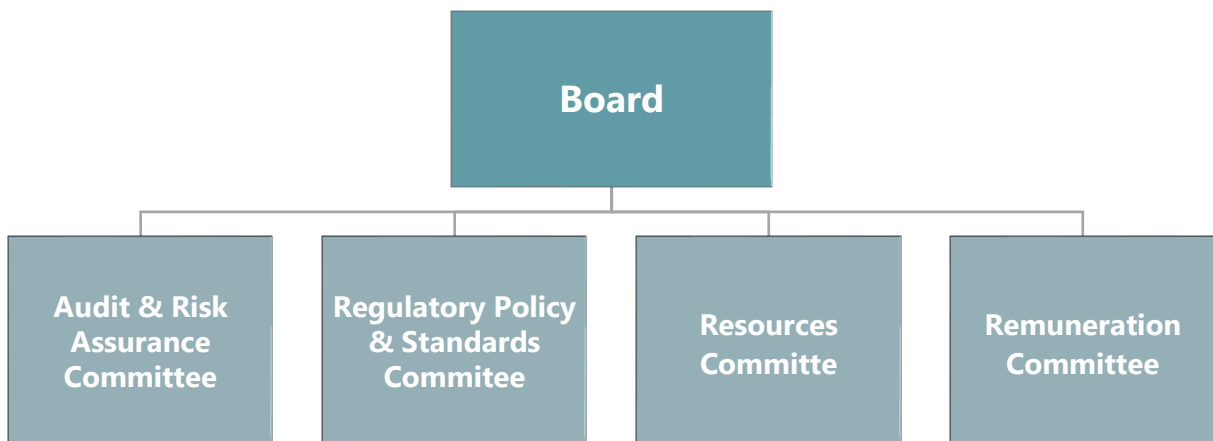 Board
Audit & Risk
Assurance
Committee
Regulatory Policy
& Standards
Commitee
Resources
Committe
Remuneration
Committee